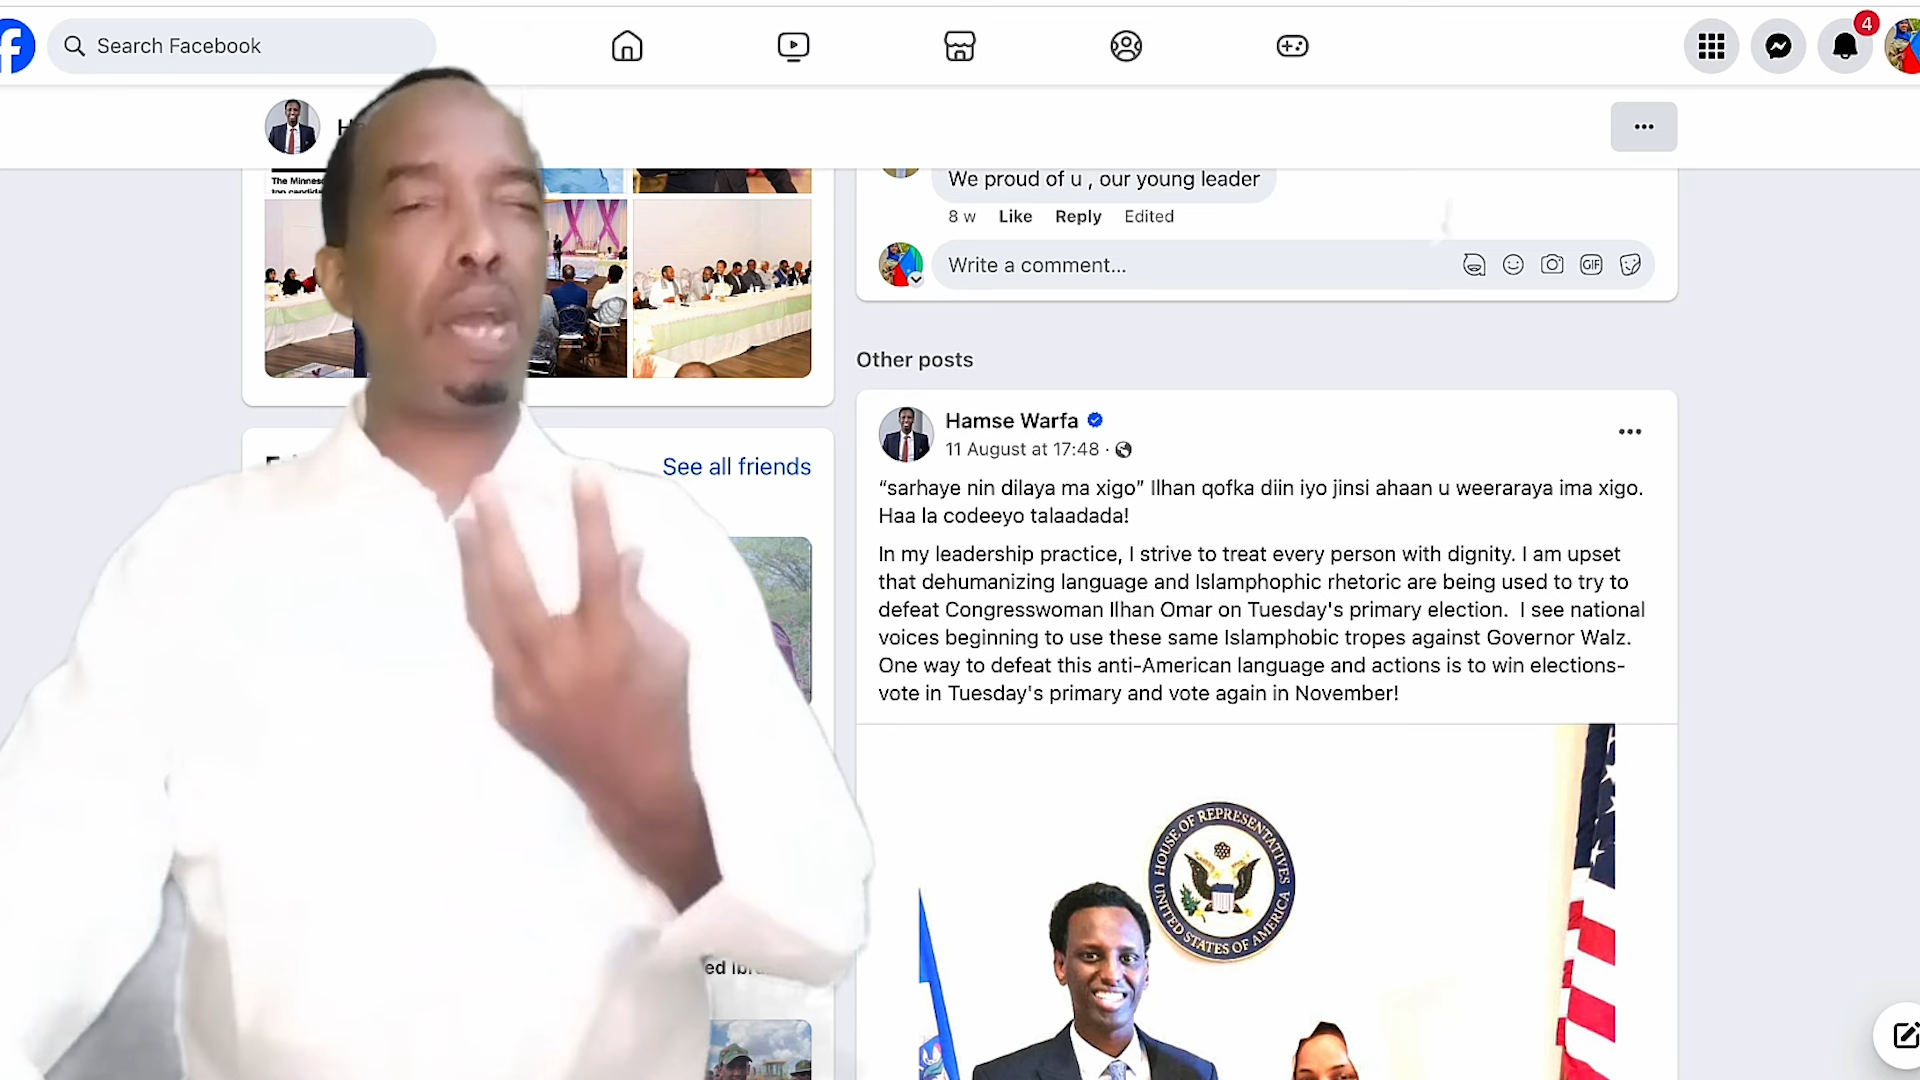 Search Facebook
4
The Minnes
We proud of u , our young leader
8 w Like Reply Edited
Write a comment...
GIF
Other posts
Hamse Warfa
11 August at 17:48
See all friends
“sarhaye nin dilaya ma xigo” Ilhan qofka diin iyo jinsi ahaan u weeraraya ima xigo.
Haa la codeeyo talaadada!
In my leadership practice, I strive to treat every person with dignity. I am upset
that dehumanizing language and Islamphophic rhetoric are being used to try to
defeat Congresswoman Ilhan Omar on Tuesday's primary election. I see national
voices beginning to use these same Islamphobic tropes against Governor Walz.
One way to defeat this anti-American language and actions is to win elections-
vote in Tuesday's primary and vote again in November!
HOUSE OF REPRESENTATIVES
UNITED STATES OF AMERICA